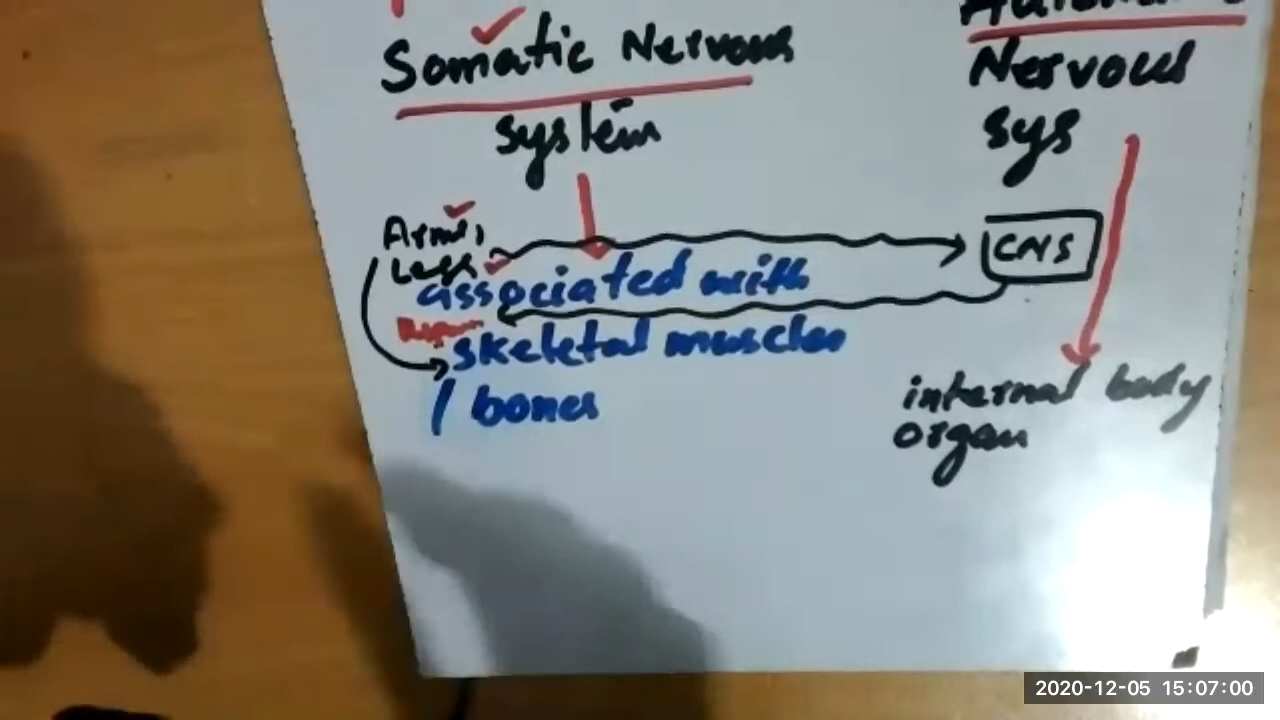 Somatic Nervous
system
Nervous
sys
Arms,
Legs
CNS
associated with
skeletal muscles
/ bones
internal body
organ
2020-12-05 15:07:00